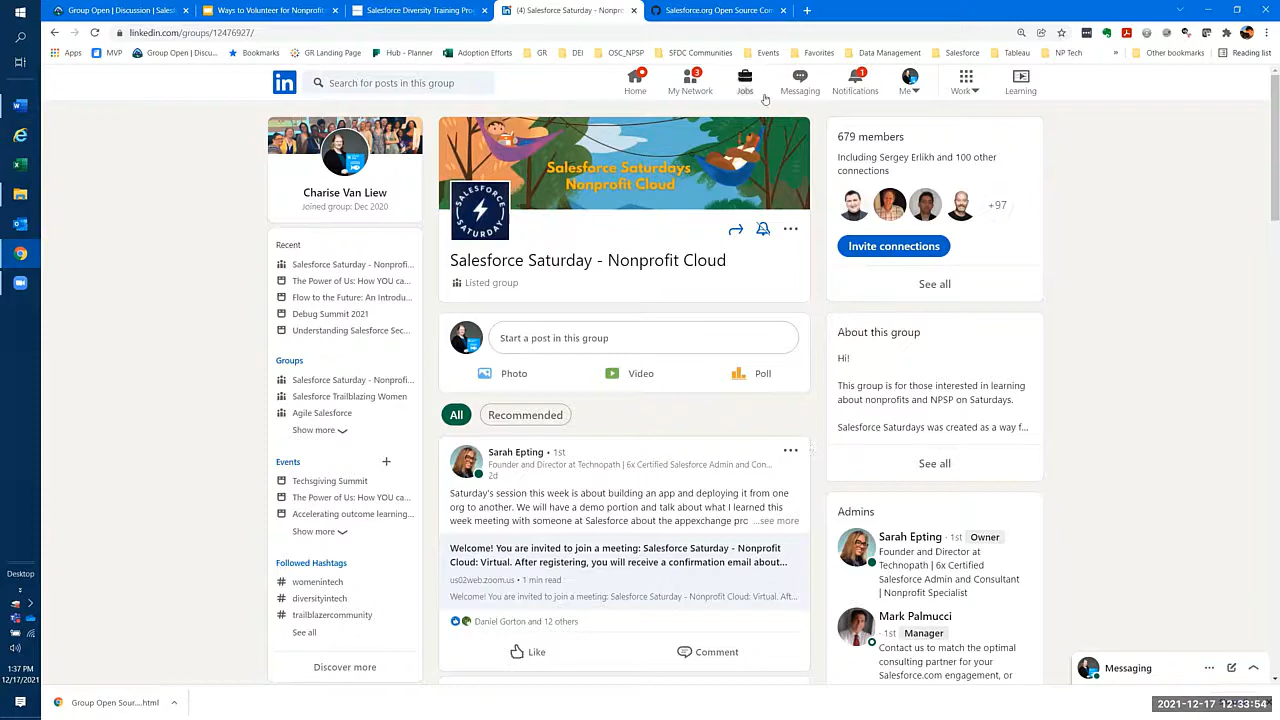 Group Open | Discussion | Salesf
Ways to Volunteer for Nonprofit
Salesforce Diversity Training Pro
(4) Salesforce Saturday - Nonpro
Salesforce.org Open Source Com
linkedin.com/groups/12476927/
Apps
MVP
Group Open | Discu...
Bookmarks
GR Landing Page
Hub - Planner
Adoption Efforts
GR
DEI
OSC_NPSP
SFDC Communities
Events
Favorites
Data Management
Salesforce
Tableau
NP Tech
»
Other bookmarks
Reading list
in
Search for posts in this group
Home
3
My Network
Jobs
Messaging
1
Notifications
Me
Work
Learning
Charise Van Liew
Joined group: Dec 2020
Recent
Salesforce Saturday - Nonprofi...
The Power of Us: How YOU ca...
Flow to the Future: An Introdu...
Debug Summit 2021
Understanding Salesforce Sec...
Groups
Salesforce Saturday - Nonprofi...
Salesforce Trailblazing Women
Agile Salesforce
Show more
Events
+
Techsgiving Summit
The Power of Us: How YOU ca...
Accelerating outcome learning...
Show more
Followed Hashtags
# womenintech
# diversityintech
# trailblazercommunity
See all
Discover more
Salesforce Saturdays
Nonprofit Cloud
SALESFORCE
SATURDAY
Salesforce Saturday - Nonprofit Cloud
Listed group
Start a post in this group
Photo
Video
Poll
All
Recommended
Sarah Epting • 1st
Founder and Director at Technopath | 6x Certified Salesforce Admin and Con...
2d
Saturday's session this week is about building an app and deploying it from one
org to another. We will have a demo portion and talk about what I learned this
week meeting with someone at Salesforce about the appexchange pro ...see more
Welcome! You are invited to join a meeting: Salesforce Saturday - Nonprofit
Cloud: Virtual. After registering, you will receive a confirmation email about...
us02web.zoom.us • 1 min read
Welcome! You are invited to join a meeting: Salesforce Saturday - Nonprofit Cloud: Virtual. Aft...
Daniel Gorton and 12 others
Like
Comment
679 members
Including Sergey Erlikh and 100 other
connections
+97
Invite connections
See all
About this group
Hi!
This group is for those interested in learning
about nonprofits and NPSP on Saturdays.
Salesforce Saturdays was created as a way f...
See all
Admins
Sarah Epting · 1st Owner
Founder and Director at
Technopath | 6x Certified
Salesforce Admin and Consultant
| Nonprofit Specialist
Mark Palmucci
· 1st Manager
Contact us to match the optimal
consulting partner for your
Salesforce.com engagement, or
Messaging
Desktop
1:37 PM
12/17/2021
Group Open Sour....html
2021-12-17 12:33:54